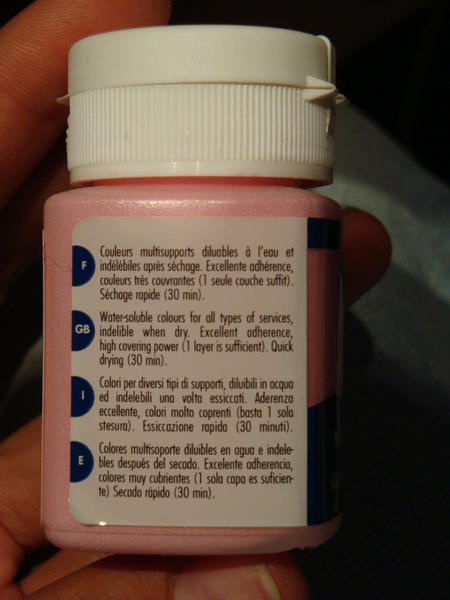 F
Couleurs multisupports diluables à l'eau et
indélébiles après séchage. Excellente adhérence,
couleurs très couvrantes (1 seule couche suffit).
Séchage rapide (30 min).
GB
Water-soluble colours for all types of services,
indelible when dry. Excellent adherence,
high covering power (1 layer is sufficient). Quick
drying (30 min).
I
Colori per diversi tipi di supporti, diluibili in acqua
ed indelebili una volta essiccati. Aderenza
eccellente, colori molto coprenti (basta 1 sola
stesura). Essiccazione rapida (30 minuti).
E
Colores multisoporte diluibles en agua e indele-
bles después del secado. Excelente adherencia,
colores muy cubrientes (1 sola capa es suficien-
te) Secado rápido (30 min).